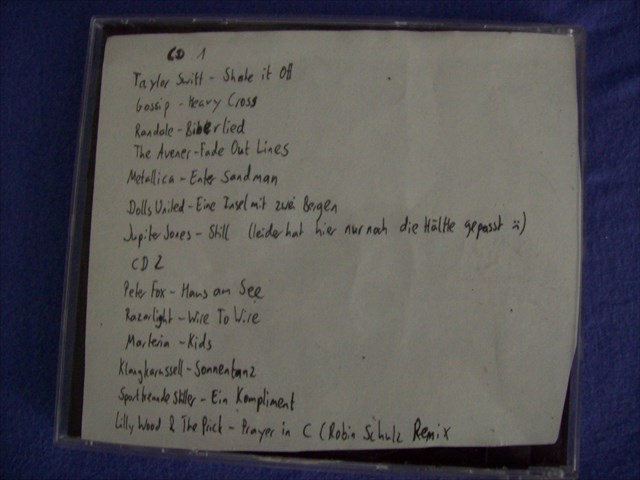 CD 1
Taylor Swift - Shake it Off
Gossip - Heavy Cross
Randale - Biberlied
The Avener - Fade Out Lines
Metallica - Enter Sandman
Dolls United - Eine Insel mit zwei Bergen
Jupiter Jones - Still (leider hat hier nur noch die Hälfte gepasst :()
CD 2
Peter Fox - Haus am See
Razorlight - Wire To Wire
Marteria - Kids
Klangkarussell - Sonnentanz
Sportfreunde Stiller - Ein Kompliment
Lilly Wood & The Prick - Prayer in C (Robin Schulz Remix